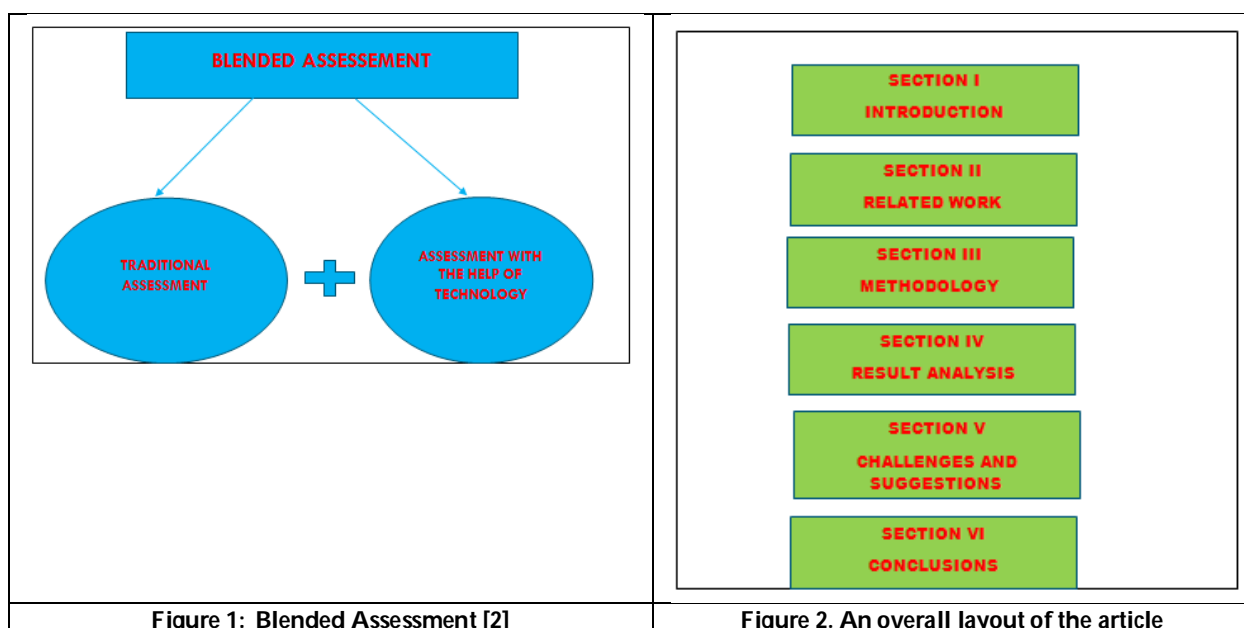 BLENDED ASSESSEMENT
TRADITIONAL
ASSESSMENT
ASSESSMENT WITH
THE HELP OF
TECHNOLOGY
Figure 1: Blended Assessment [2]
SECTION I
INTRODUCTION
SECTION II
RELATED WORK
SECTION III
METHODOLOGY
SECTION IV
RESULT ANALYSIS
SECTION V
CHALLENGES AND
SUGGESTIONS
SECTION VI
CONCLUSIONS
Figure 2. An overall layout of the article